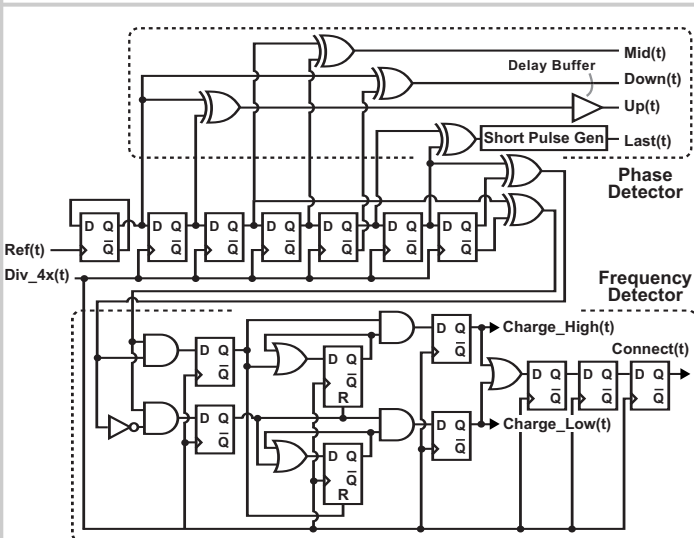 Mid(t)
Delay Buffer
Down(t)
Up(t)
Short Pulse Gen
Last(t)
Phase
Detector
D Q D Q D Q D Q D Q D Q D Q
Q Q Q Q Q Q Q
Ref(t)
Div_4x(t)
Frequency
Detector
D Q
Q
D Q
Q
Charge_High(t)
D Q
Q
R
Connect(t)
D Q D Q D Q
Q Q Q
D Q
Q
D Q
Q
Charge_Low(t)
D Q
Q
R